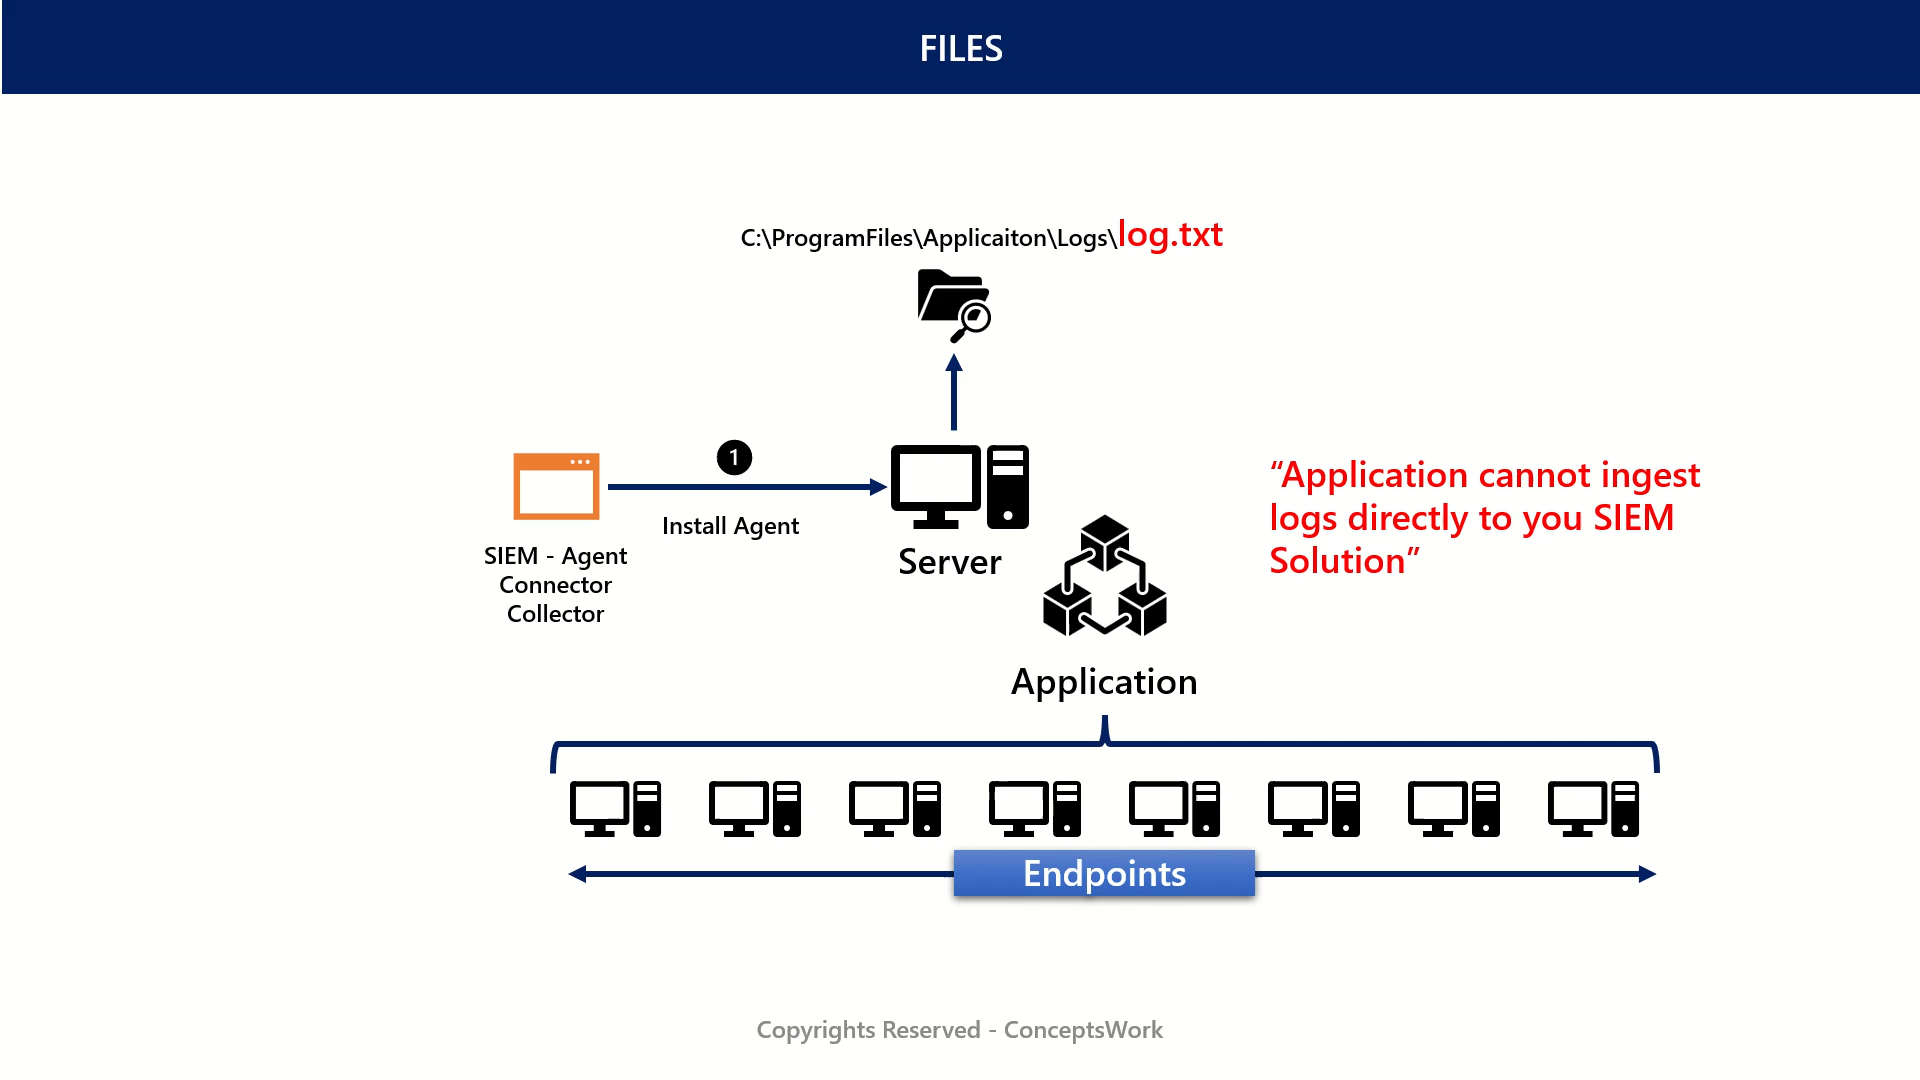 FILES
C:\ProgramFiles\Applicaiton\Logs\log.txt
1
Install Agent
SIEM - Agent
Connector
Collector
Server
“Application cannot ingest
logs directly to you SIEM
Solution”
Application
Endpoints
Copyrights Reserved - ConceptsWork